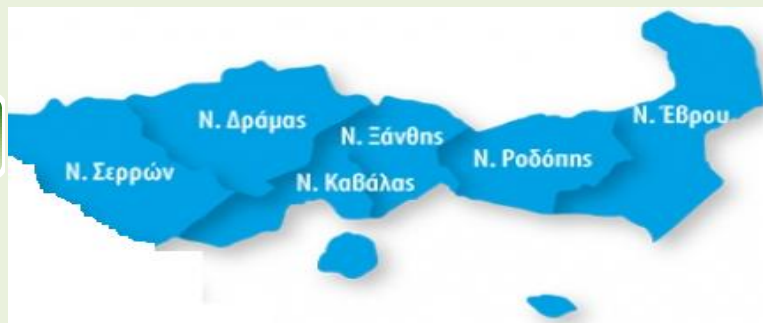 Ν. Σερρών
Ν. Δράμας
Ν. Καβάλας
Ν. Ξάνθης
Ν. Ροδόπης
Ν. Έβρου